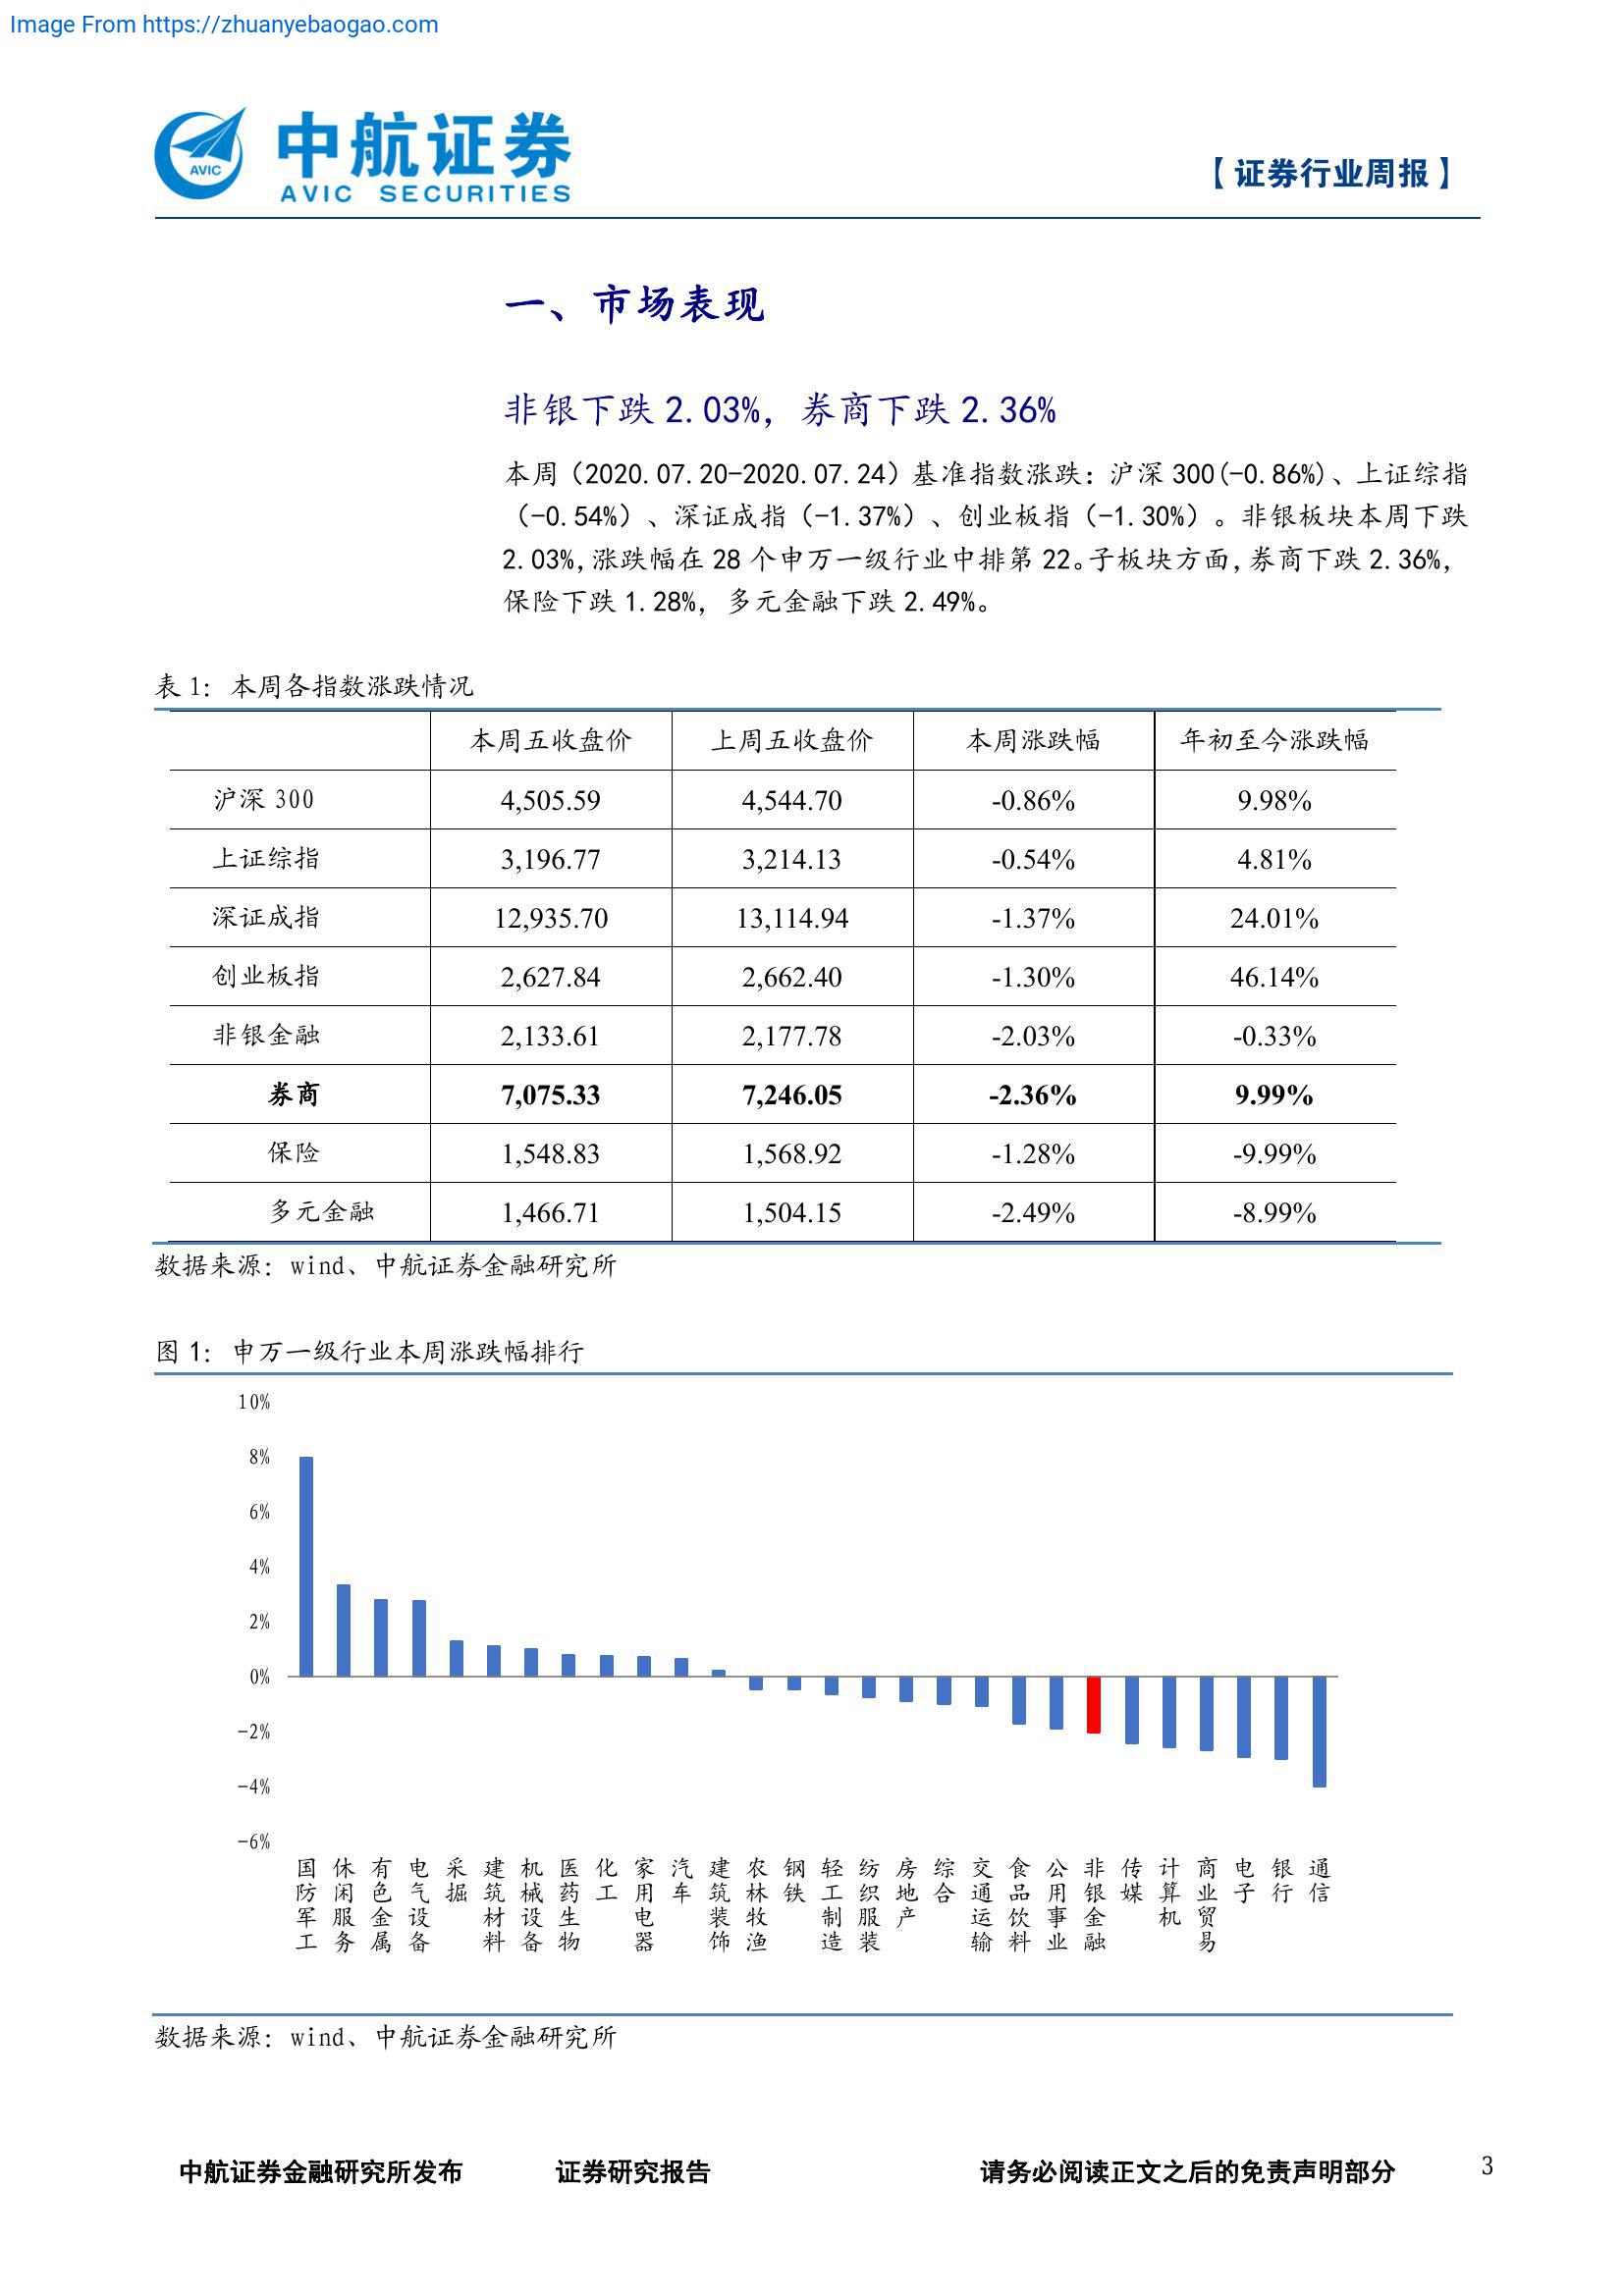 Image From https://zhuanyebaogao.com
AVIC
中航证券
AVIC SECURITIES
【证券行业周报】
一、市场表现
非银下跌 2.03%，券商下跌 2.36%
本周（2020.07.20-2020.07.24）基准指数涨跌：沪深 300(-0.86%)、上证综指
（-0.54%）、深证成指（-1.37%）、创业板指（-1.30%）。非银板块本周下跌
2.03%,涨跌幅在 28 个申万一级行业中排第 22。子板块方面,券商下跌 2.36%,
保险下跌 1.28%，多元金融下跌 2.49%。
表 1：本周各指数涨跌情况
本周五收盘价 上周五收盘价 本周涨跌幅 年初至今涨跌幅
沪深 300 4,505.59 4,544.70 -0.86% 9.98%
上证综指 3,196.77 3,214.13 -0.54% 4.81%
深证成指 12,935.70 13,114.94 -1.37% 24.01%
创业板指 2,627.84 2,662.40 -1.30% 46.14%
非银金融 2,133.61 2,177.78 -2.03% -0.33%
券商 7,075.33 7,246.05 -2.36% 9.99%
保险 1,548.83 1,568.92 -1.28% -9.99%
多元金融 1,466.71 1,504.15 -2.49% -8.99%
数据来源：wind、中航证券金融研究所
图 1：申万一级行业本周涨跌幅排行
10%
8%
6%
4%
2%
0%
-2%
-4%
-6%
国防军工
休闲服务
有色金属
电气设备
采掘
建筑材料
机械设备
医药生物
化工
家用电器
汽车
建筑装饰
农林牧渔
钢铁
轻工制造
纺织服装
房地产
综合
交通运输
食品饮料
公用事业
非银金融
传媒
计算机
商业贸易
电子
银行
通信
数据来源：wind、中航证券金融研究所
中航证券金融研究所发布 证券研究报告 请务必阅读正文之后的免责声明部分 3